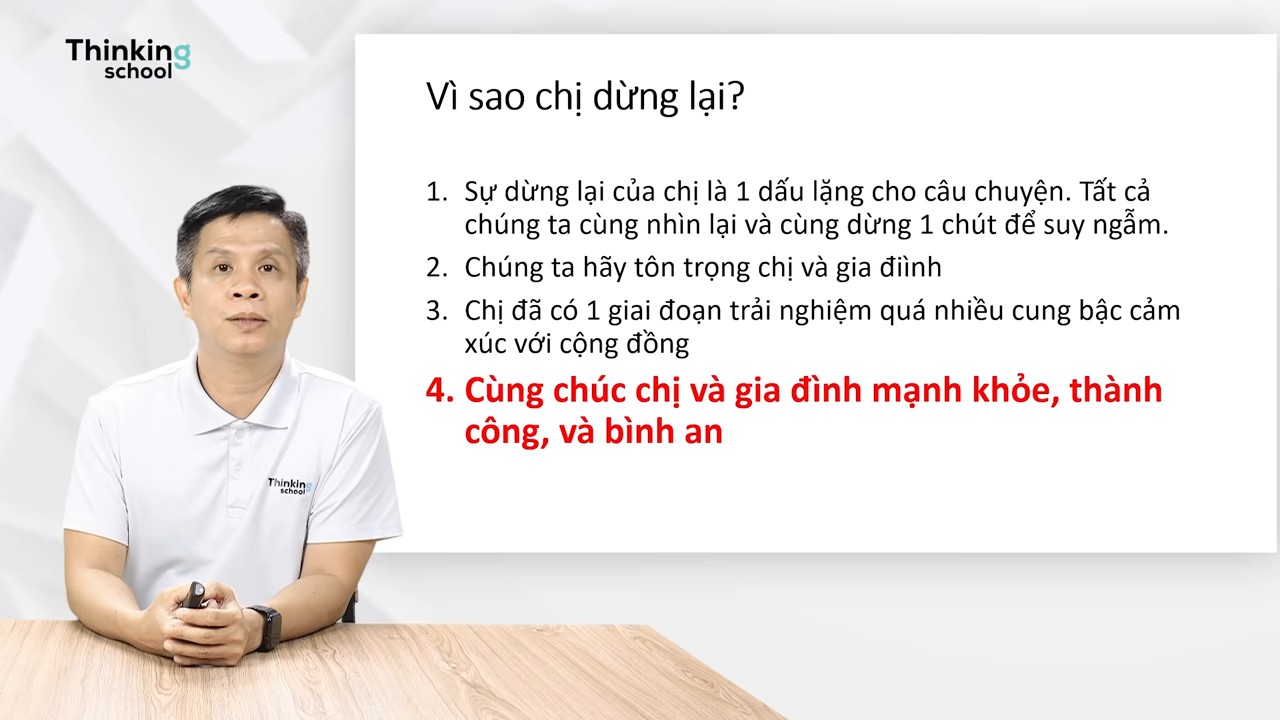 Thinking
school
Vì sao chị dừng lại?
1. Sự dừng lại của chị là 1 dấu lặng cho câu chuyện. Tất cả
chúng ta cùng nhìn lại và cùng dừng 1 chút để suy ngẫm.
2. Chúng ta hãy tôn trọng chị và gia điình
3. Chị đã có 1 giai đoạn trải nghiệm quá nhiều cung bậc cảm
xúc với cộng đồng
4. Cùng chúc chị và gia đình mạnh khỏe, thành
công, và bình an
Thinking
school